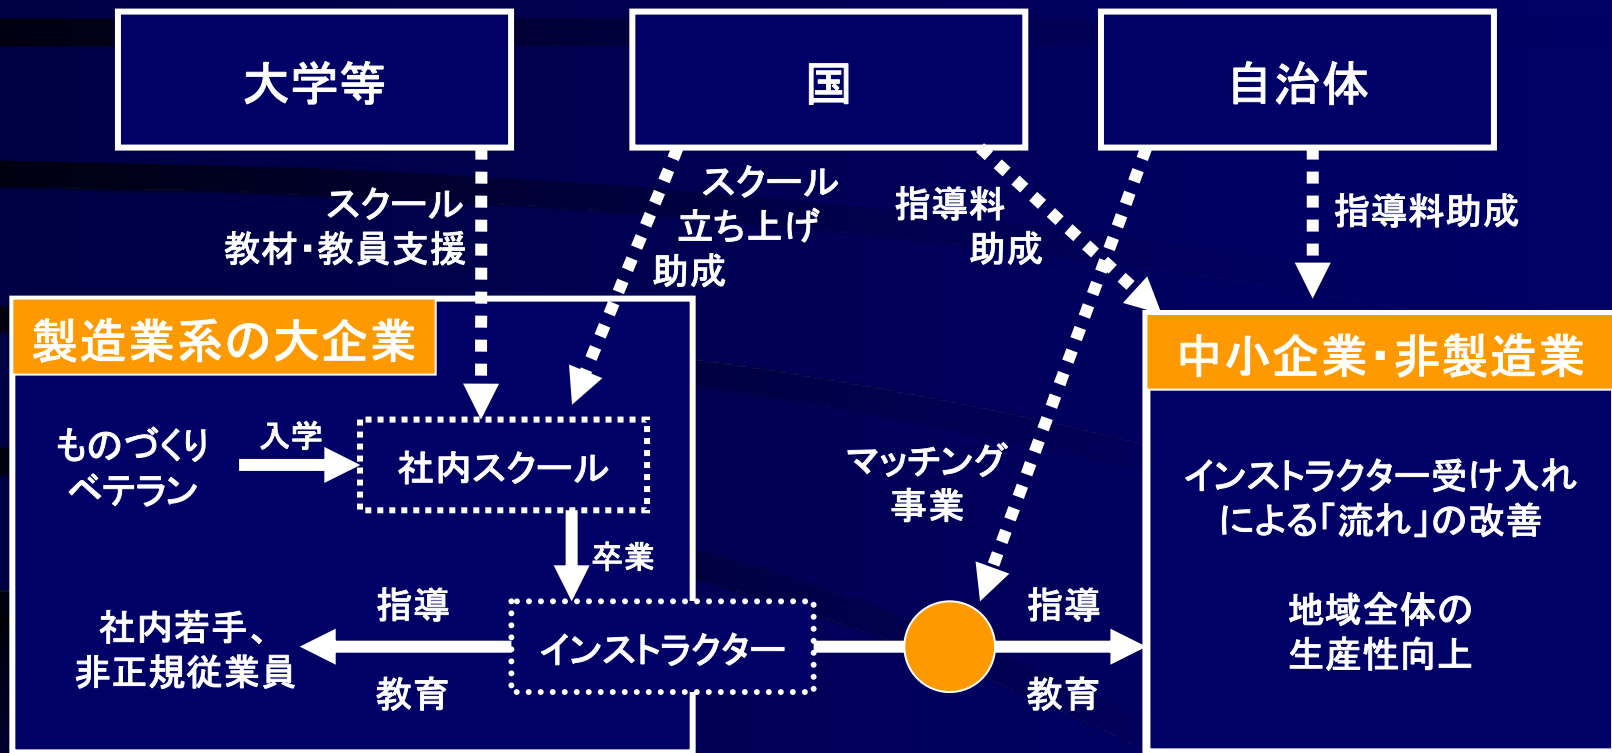 大学等
国
自治体
スクール
教材・教員支援
スクール
立ち上げ
助成
指導料
助成
指導料助成
製造業系の大企業
中小企業・非製造業
ものづくり
ベテラン
入学
社内スクール
卒業
マッチング
事業
インストラクター受け入れ
による「流れ」の改善
地域全体の
生産性向上
社内若手、
非正規従業員
指導
教育
インストラクター
指導
教育